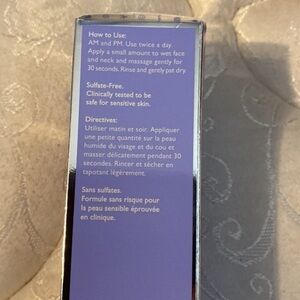 How to Use:
AM and PM. Use twice a day.
Apply a small amount to wet face
and neck and massage gently for
30 seconds. Rinse and gently pat dry.
Sulfate-Free.
Clinically tested to be
safe for sensitive skin.
Directives:
Utiliser matin et soir. Appliquer
une petite quantité sur la peau
humide du visage et du cou et
masser délicatement pendant 30
secondes. Rincer et sécher en
tapotant légèrement.
Sans sulfates.
Formule sans risque pour
la peau sensible éprouvée
en clinique.